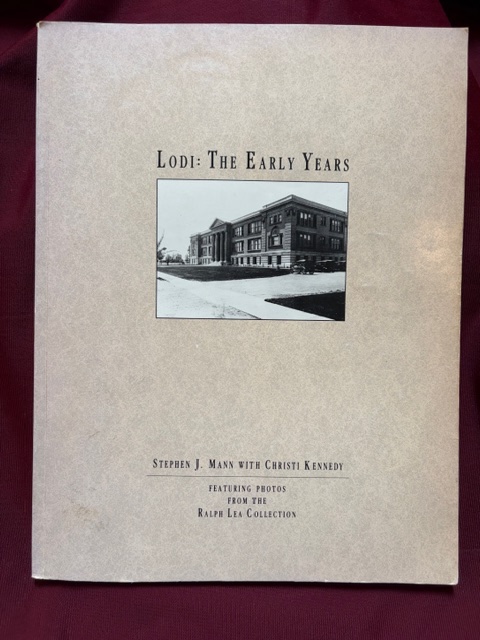 Lodi: The Early Years
Stephen J. Mann with Christi Kennedy
featuring photos
from the
Ralph Lea Collection